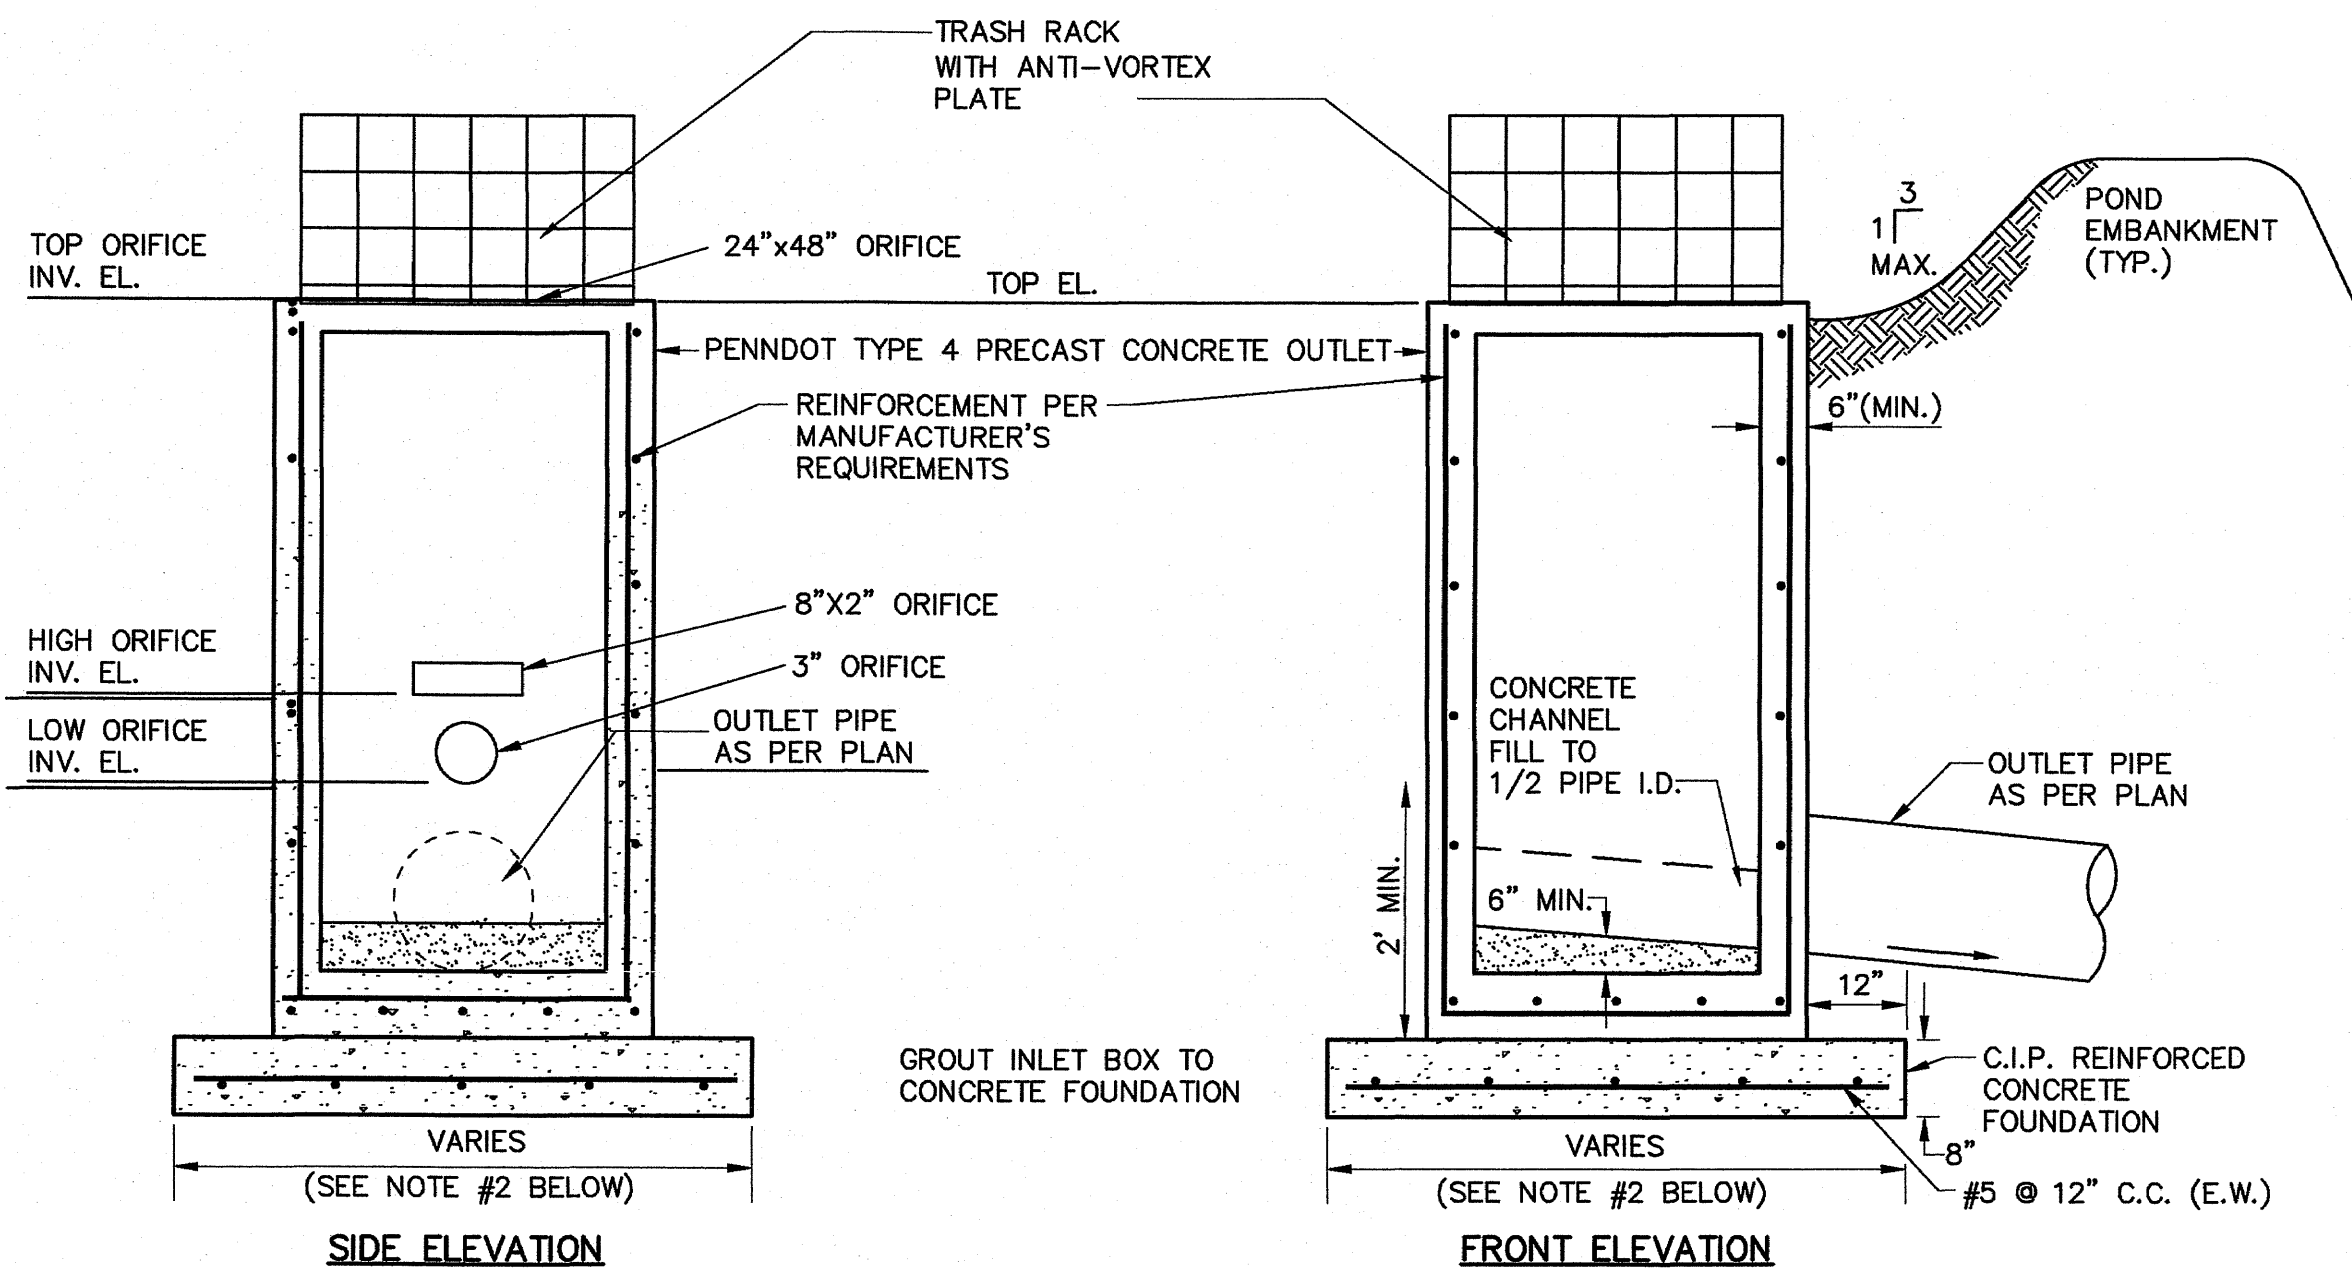 TRASH RACK
WITH ANTI-VORTEX
PLATE
TOP ORIFICE
INV. EL.
24"x48" ORIFICE
TOP EL.
3
1
MAX.
POND
EMBANKMENT
(TYP.)
PENNDOT TYPE 4 PRECAST CONCRETE OUTLET
REINFORCEMENT PER
MANUFACTURER'S
REQUIREMENTS
6"(MIN.)
8"X2" ORIFICE
HIGH ORIFICE
INV. EL.
3" ORIFICE
LOW ORIFICE
INV. EL.
OUTLET PIPE
AS PER PLAN
CONCRETE
CHANNEL
FILL TO
1/2 PIPE I.D.
OUTLET PIPE
AS PER PLAN
2' MIN.
6" MIN.
12"
GROUT INLET BOX TO
CONCRETE FOUNDATION
C.I.P. REINFORCED
CONCRETE
FOUNDATION
8"
#5 @ 12" C.C. (E.W.)
VARIES
(SEE NOTE #2 BELOW)
VARIES
(SEE NOTE #2 BELOW)
SIDE ELEVATION
FRONT ELEVATION